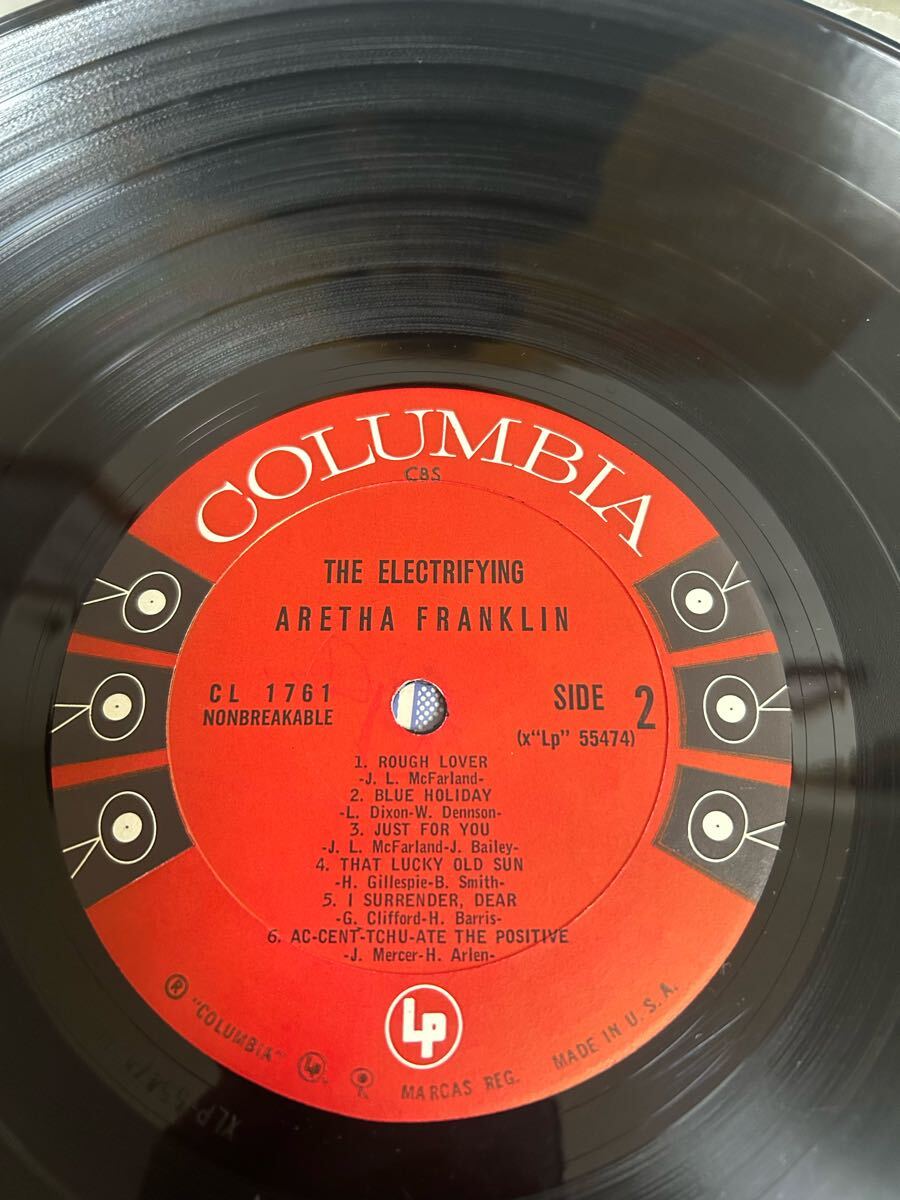 COLUMBIA
CBS
THE ELECTRIFYING
ARETHA FRANKLIN
CL 1761
NONBREAKABLE
SIDE 2
(x"Lp" 55474)
1. ROUGH LOVER
-J. L. McFarland-
2. BLUE HOLIDAY
-L. Dixon-W. Dennson-
3. JUST FOR YOU
-J. L. McFarland-J. Bailey-
4. THAT LUCKY OLD SUN
-H. Gillespie-B. Smith-
5. I SURRENDER, DEAR
-G. Clifford-H. Barris-
6. AC-CENT-TCHU-ATE THE POSITIVE
-J. Mercer-H. Arlen-
Lp
® "COLUMBIA" Lp MARCAS REG. MADE IN U. S. A.